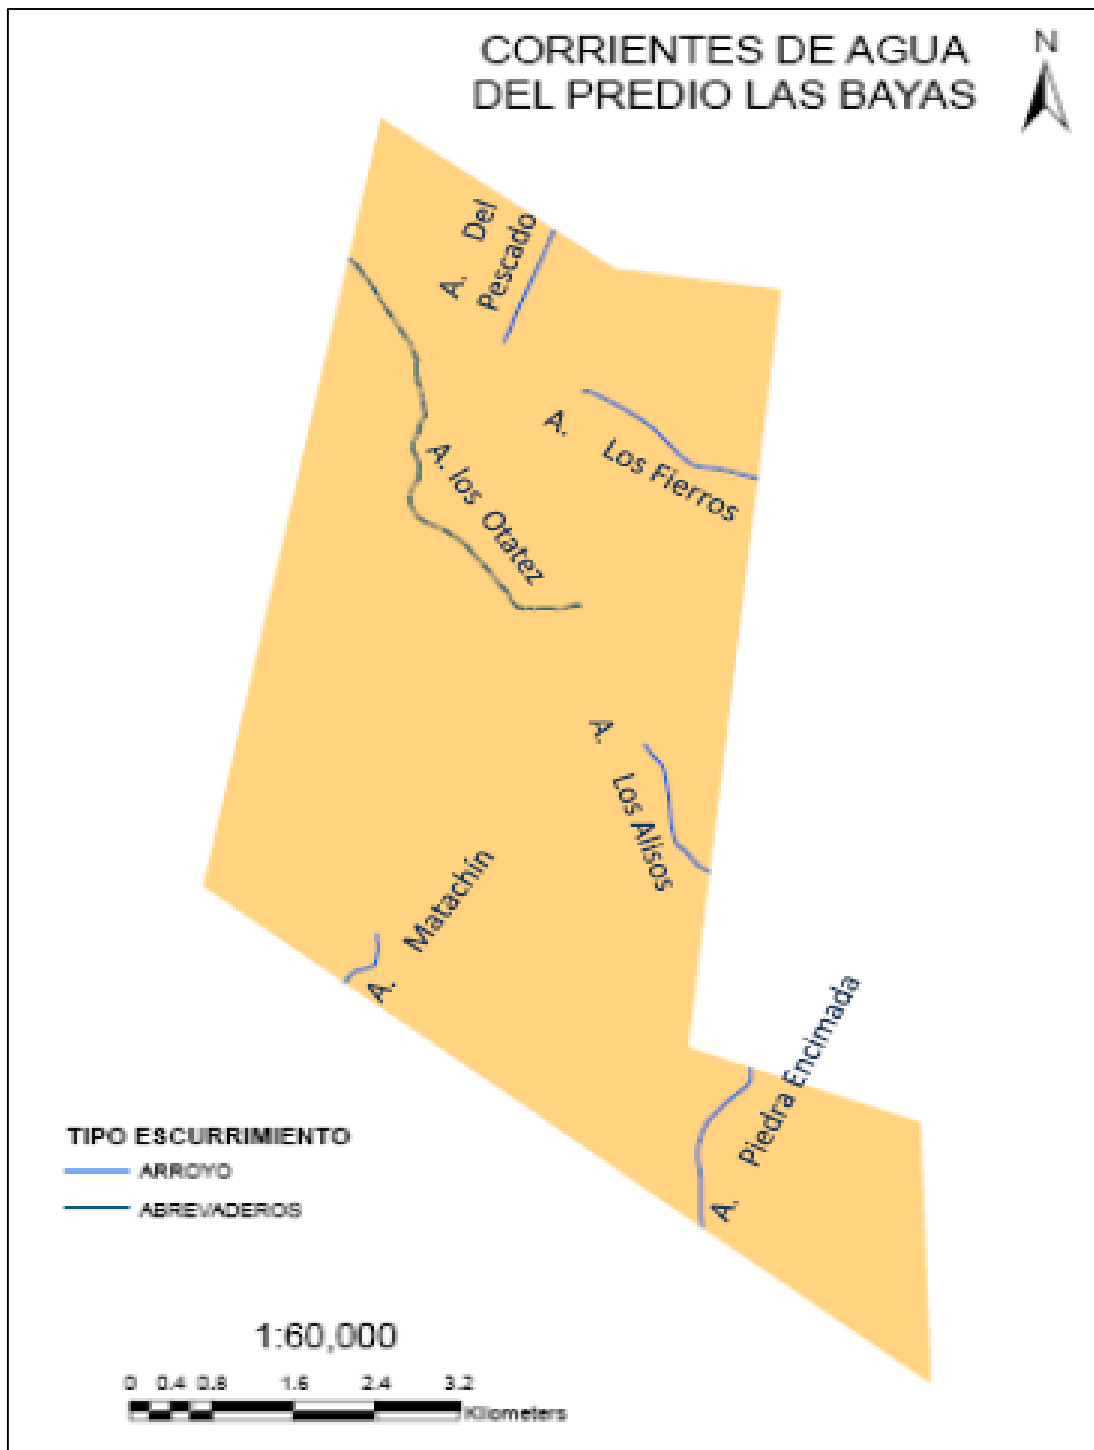 CORRIENTES DE AGUA
DEL PREDIO LAS BAYAS
N
A. Del
Pescado
A. Los Fierros
A. los Otatez
A. Los Alisos
A. Matachín
A. Piedra Encimada
TIPO ESCURRIMIENTO
ARROYO
ABREVADEROS
1:60,000
0 0.4 0.8 1.6 2.4 3.2
Kilometers